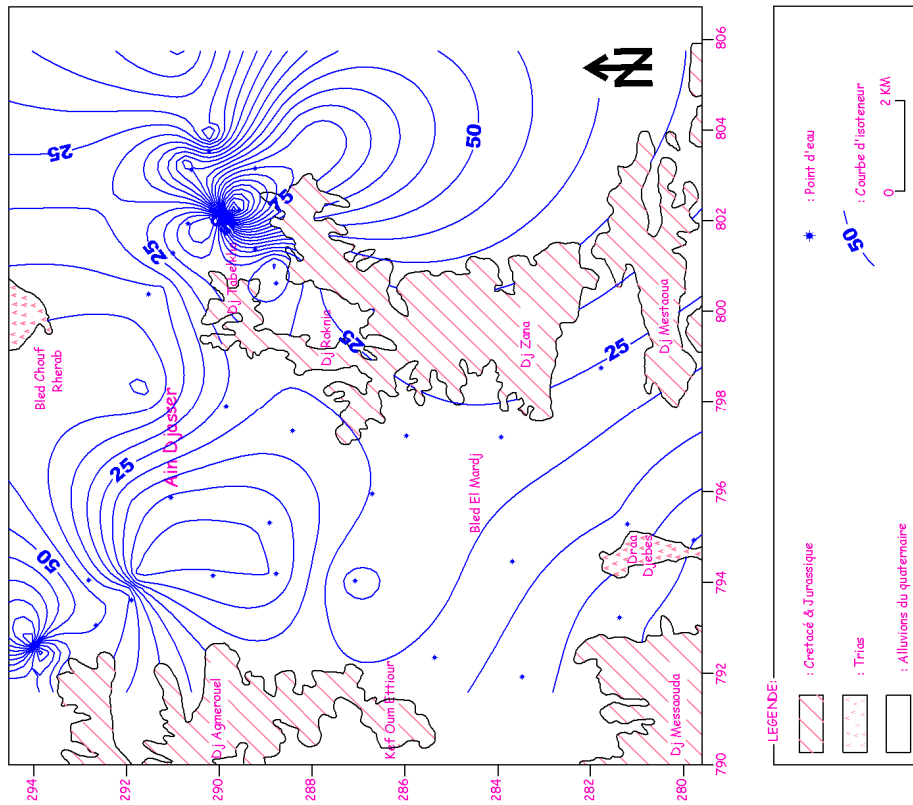 294
Bled Chouf
Rherab
50
25
25
292
25
Ain Djasser
Dj Agmerouel
290
75
288
Dj Roknia
25
Kef Oum Ettiour
286
50
Bled El Mardj
284
Dj Zana
282
N
25
Draa
Djebes
Dj Mestaoua
Dj Messaouda
280
790 792 794 796 798 800 802 804 806
LEGENDE:
: Cretacé & Jurassique
: Trias
: Alluvions du quaternaire
: Point d'eau
50
: Courbe d'isoteneur
0 2 KM